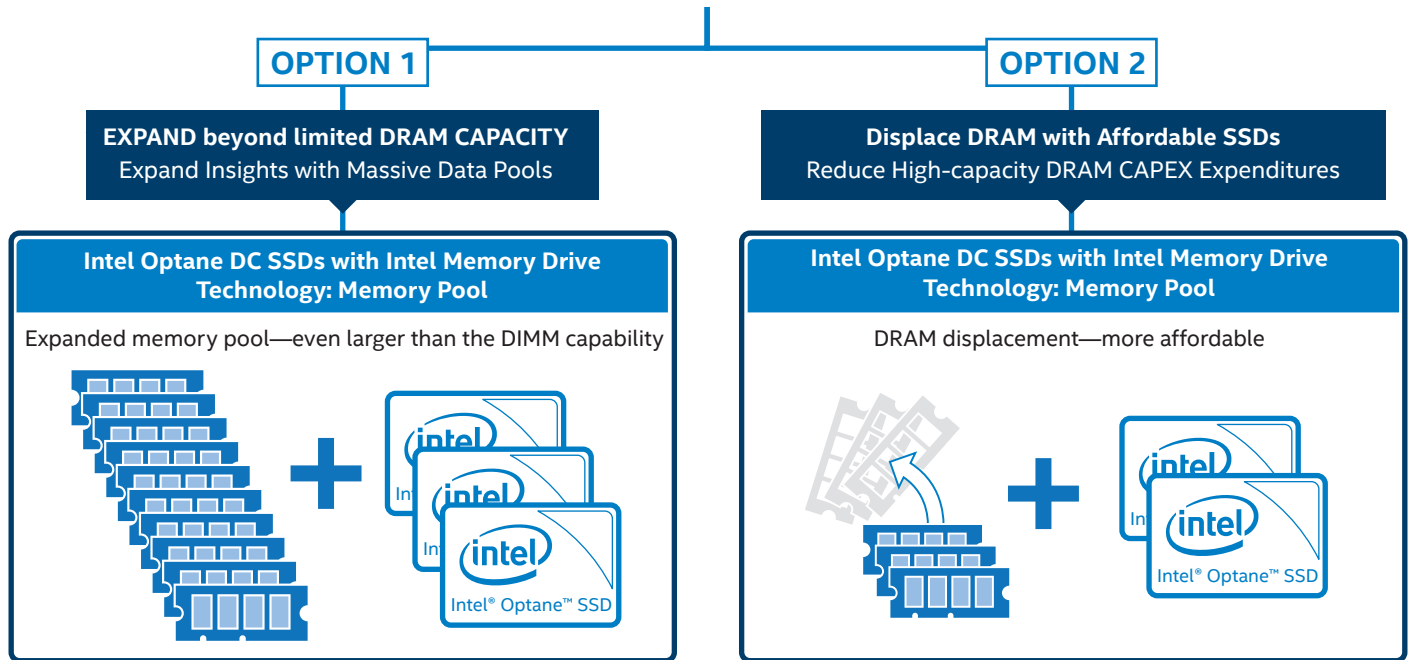 OPTION 1
EXPAND beyond limited DRAM CAPACITY
Expand Insights with Massive Data Pools
Intel Optane DC SSDs with Intel Memory Drive
Technology: Memory Pool
Expanded memory pool—even larger than the DIMM capability
intel
In
intel
In
intel
Intel® Optane™ SSD
OPTION 2
Displace DRAM with Affordable SSDs
Reduce High-capacity DRAM CAPEX Expenditures
Intel Optane DC SSDs with Intel Memory Drive
Technology: Memory Pool
DRAM displacement—more affordable
intel
In
intel
Intel® Optane™ SSD